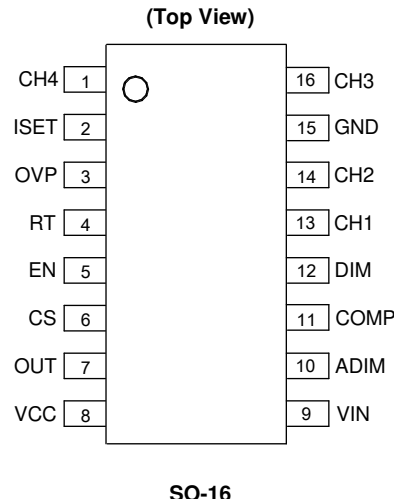 (Top View)
CH4 1 16 CH3
ISET 2 15 GND
OVP 3 14 CH2
RT 4 13 CH1
EN 5 12 DIM
CS 6 11 COMP
OUT 7 10 ADIM
VCC 8 9 VIN
SO-16